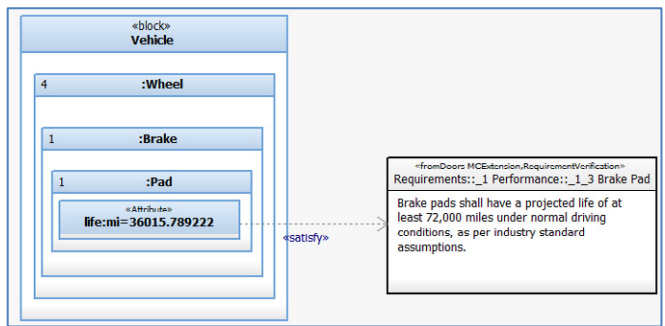 «block»
Vehicle
4 :Wheel
1 :Brake
1 :Pad
«Attribute»
life:mi=36015.789222
«satisfy»
«fromDoors MCExtension,RequirementVerification»
Requirements::_1 Performance::_1_3 Brake Pad
Brake pads shall have a projected life of at
least 72,000 miles under normal driving
conditions, as per industry standard
assumptions.